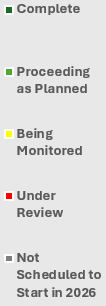 Complete
Proceeding
as Planned
Being
Monitored
Under
Review
Not
Scheduled to
Start in 2026